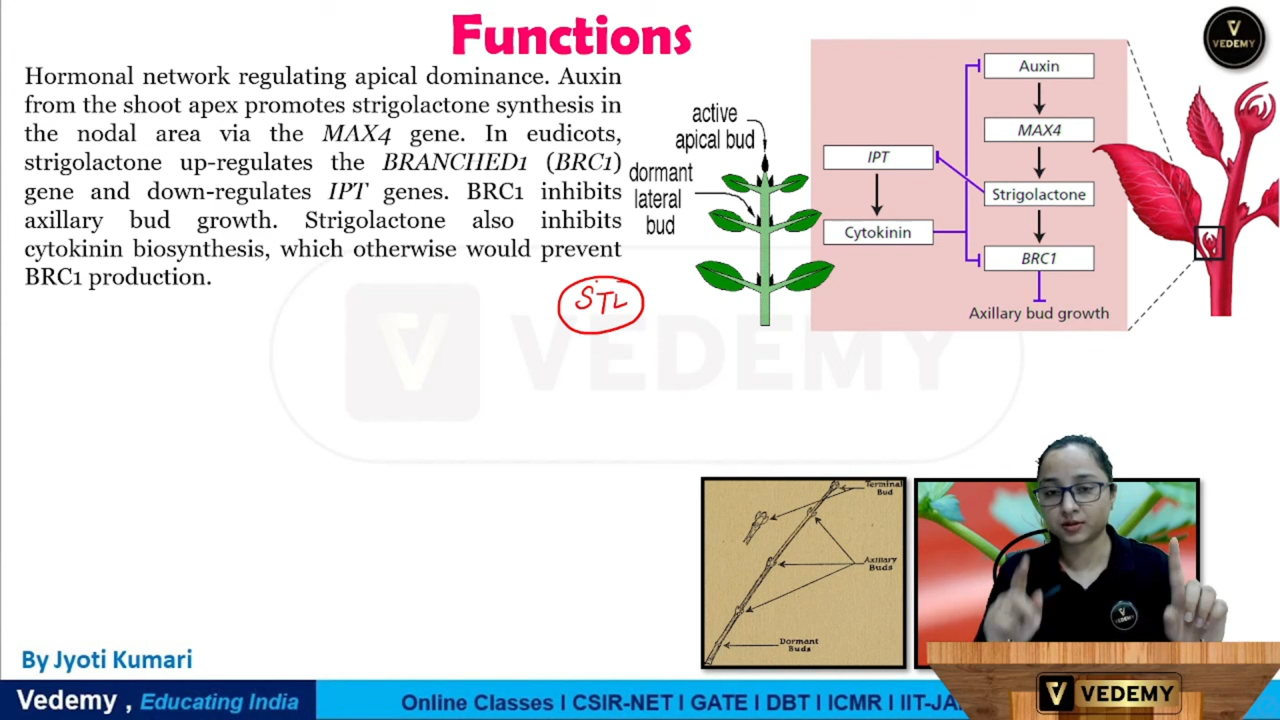 Functions
VEDEMY
Hormonal network regulating apical dominance. Auxin
from the shoot apex promotes strigolactone synthesis in
the nodal area via the MAX4 gene. In eudicots,
strigolactone up-regulates the BRANCHED1 (BRC1)
gene and down-regulates IPT genes. BRC1 inhibits
axillary bud growth. Strigolactone also inhibits
cytokinin biosynthesis, which otherwise would prevent
BRC1 production.
STL
active
apical bud
dormant
lateral
bud
Auxin
MAX4
IPT
Strigolactone
Cytokinin
BRC1
Axillary bud growth
VEDEMY
Terminal
Bud
Axillary
Buds
Dormant
Buds
VEDEMY
By Jyoti Kumari
Vedemy , Educating India
Online Classes I CSIR-NET I GATE I DBT I ICMR I IIT-JA